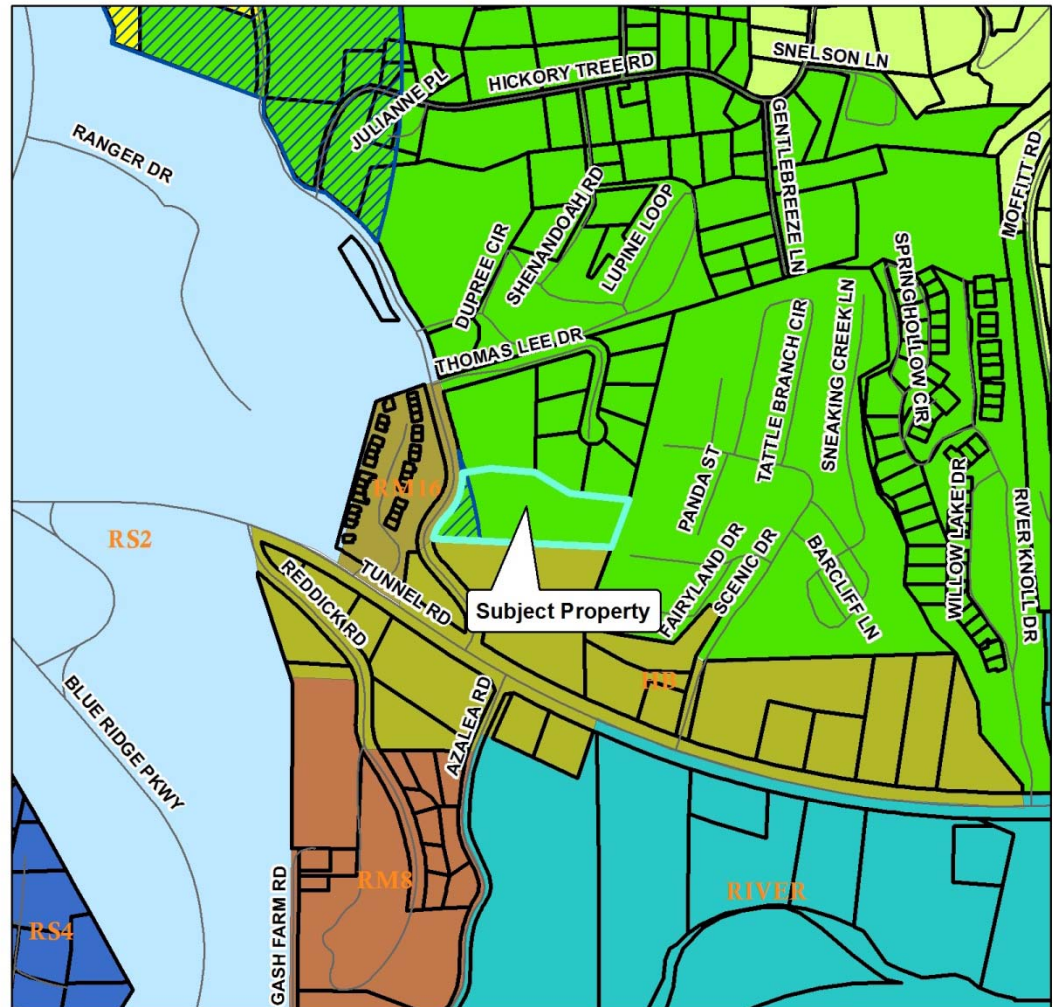 SNELSON LN
HICKORY TREE RD
JULIANNE PL
RANGER DR
GENTLEBREEZE LN
MOFFITT RD
SHENANDOAH RD
LUPINE LOOP
DUPREE CIR
SPRING HOLLOW CIR
THOMAS LEE DR
TATTLE BRANCH CIR
SNEAKING CREEK LN
RM16
PANDA ST
WILLOW LAKE DR
RIVER KNOLL DR
RS2
FAIRYLAND DR
SCENIC DR
BARCLIFF LN
REDDICK RD
TUNNEL RD
Subject Property
HB
BLUE RIDGE PKWY
AZALEA RD
RM8
RIVER
RS4
GASH FARM RD